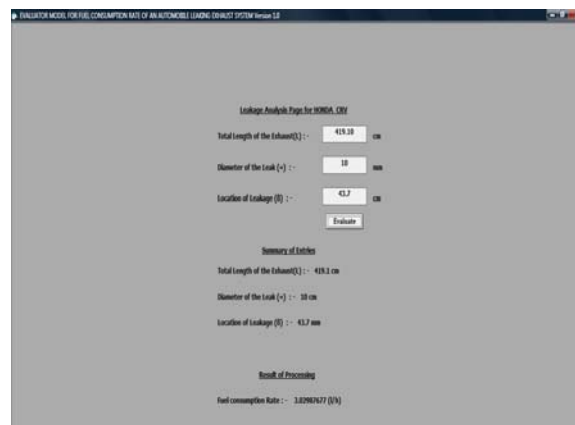 EVALUATOR MODEL FOR FUEL CONSUMPTION RATE OF AN AUTOMOBILE LEAKING EXHAUST SYSTEM Version 1.0
Leakage Analysis Page for HONDA CRV
Total Length of the Exhaust(L) : - 419.10 cm
Diameter of the Leak (=) : - 10 mm
Location of Leakage (ß) : - 43.7 cm
Evaluate
Summary of Entries
Total Length of the Exhaust(L) : - 419.1 cm
Diameter of the Leak (=) : - 10 cm
Location of Leakage (ß) : - 43.7 mm
Result of Processing
Fuel consumption Rate : - 3.02987677 (l/h)